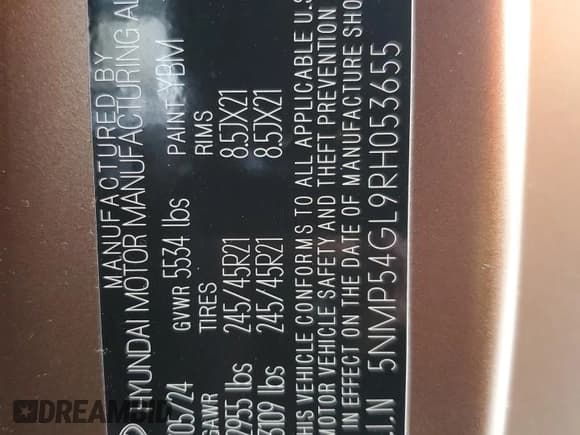 MANUFACTURED BY
HYUNDAI MOTOR MANUFACTURING
05/24 GVWR 5534 lbs PAINT YBM
GAWR TIRES RIMS
2955 lbs 245/45R21 8.5JX21
3109 lbs 245/45R21 8.5JX21
THIS VEHICLE CONFORMS TO ALL APPLICABLE U.S
MOTOR VEHICLE SAFETY AND THEFT PREVENTION
IN EFFECT ON THE DATE OF MANUFACTURE SHO
V.I.N 5NMP54GL9RH053655
DREAMBID